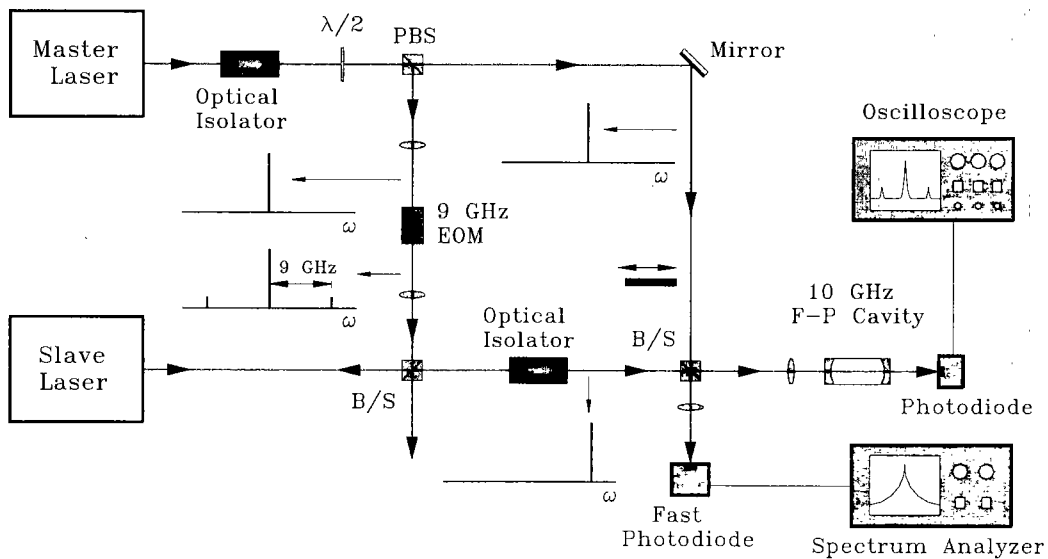 Master
Laser
Optical
Isolator
λ/2
PBS
Mirror
Oscilloscope
ω
ω
9 GHz
EOM
9 GHz
ω
Slave
Laser
B/S
Optical
Isolator
B/S
10 GHz
F-P Cavity
Photodiode
ω
Fast
Photodiode
Spectrum Analyzer